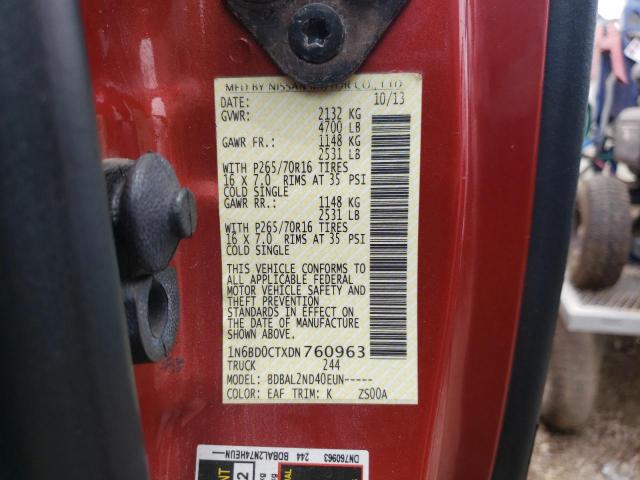 MFD BY NISSAN MOTOR CO., LTD
DATE: 10/13
GVWR: 2132 KG
4700 LB
GAWR FR.: 1148 KG
2531 LB
WITH P265/70R16 TIRES
16 X 7.0 RIMS AT 35 PSI
COLD SINGLE
GAWR RR.: 1148 KG
2531 LB
WITH P265/70R16 TIRES
16 X 7.0 RIMS AT 35 PSI
COLD SINGLE
THIS VEHICLE CONFORMS TO
ALL APPLICABLE FEDERAL
MOTOR VEHICLE SAFETY AND
THEFT PREVENTION
STANDARDS IN EFFECT ON
THE DATE OF MANUFACTURE
SHOWN ABOVE.
1N6BD0CTXDN760963
TRUCK 244
MODEL: BDBAL2ND40EUN-----
COLOR: EAF TRIM: K ZS00A
DN760963
244 BDBAL2N74HEUN--